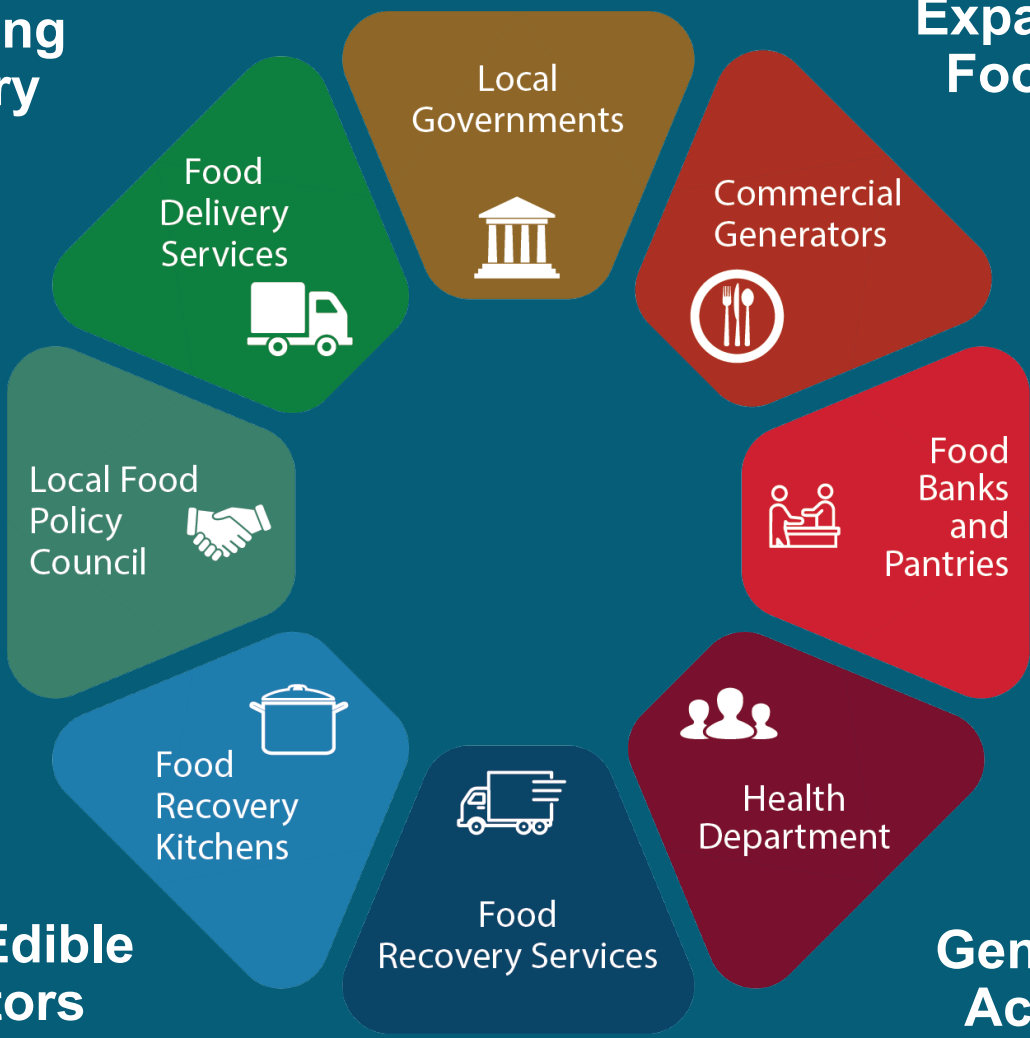 Local
Governments
Commercial
Generators
Food
Banks
and
Pantries
Health
Department
Food
Recovery Services
Food
Recovery
Kitchens
Local Food
Policy
Council
Food
Delivery
Services
Edible